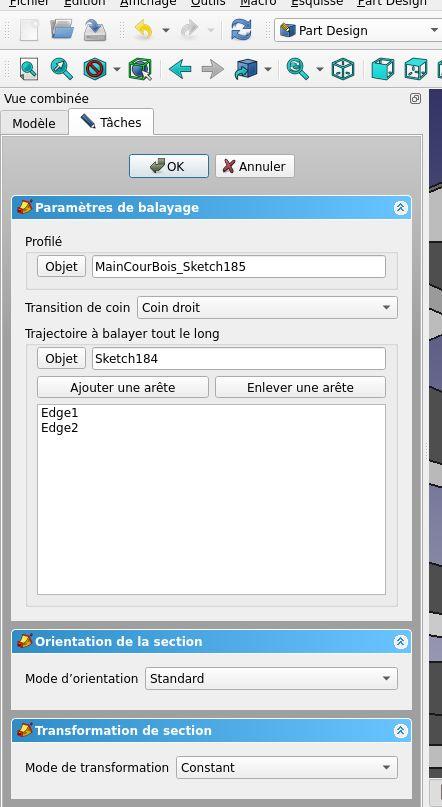 Fichier Édition Affichage Outils Macro Esquisse Part Design
Part Design
Vue combinée
Modèle Tâches
OK Annuler
Paramètres de balayage
Profilé
Objet MainCourBois_Sketch185
Transition de coin Coin droit
Trajectoire à balayer tout le long
Objet Sketch184
Ajouter une arête Enlever une arête
Edge1
Edge2
Orientation de la section
Mode d’orientation Standard
Transformation de section
Mode de transformation Constant